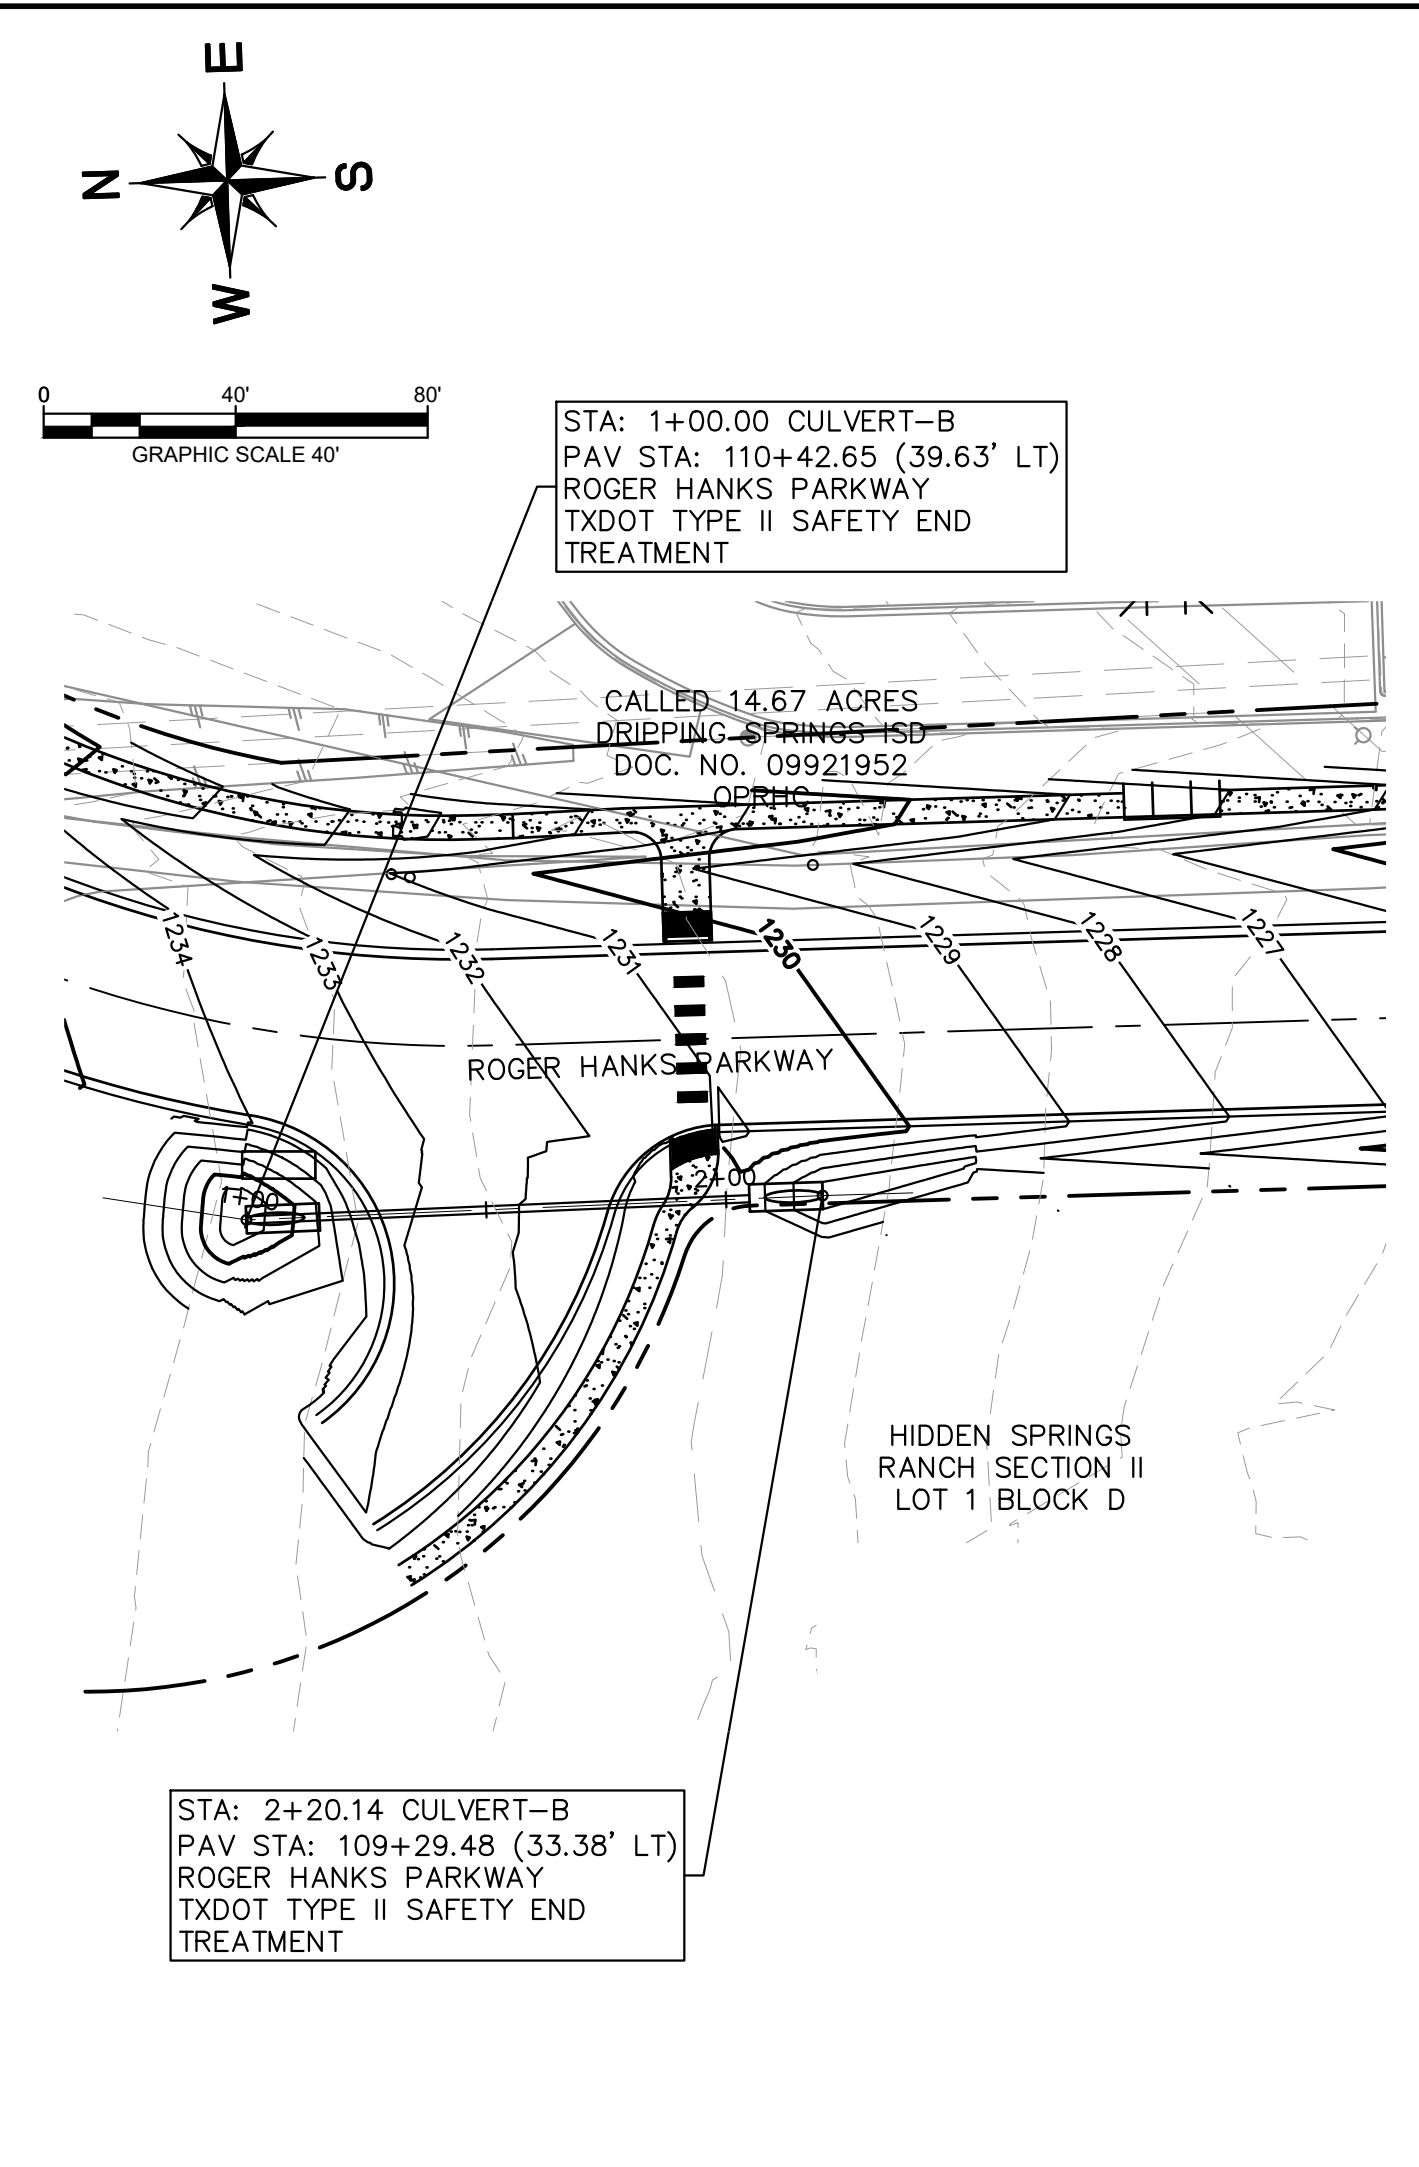 E
N
S
W
0 40' 80'
GRAPHIC SCALE 40'
STA: 1+00.00 CULVERT-B
PAV STA: 110+42.65 (39.63' LT)
ROGER HANKS PARKWAY
TXDOT TYPE II SAFETY END
TREATMENT
CALLED 14.67 ACRES
DRIPPING SPRINGS ISD
DOC. NO. 09921952
OPRHC
1234
1233
1232
1231
1230
1229
1228
1227
ROGER HANKS PARKWAY
1+00
2+00
HIDDEN SPRINGS
RANCH SECTION II
LOT 1 BLOCK D
STA: 2+20.14 CULVERT-B
PAV STA: 109+29.48 (33.38' LT)
ROGER HANKS PARKWAY
TXDOT TYPE II SAFETY END
TREATMENT